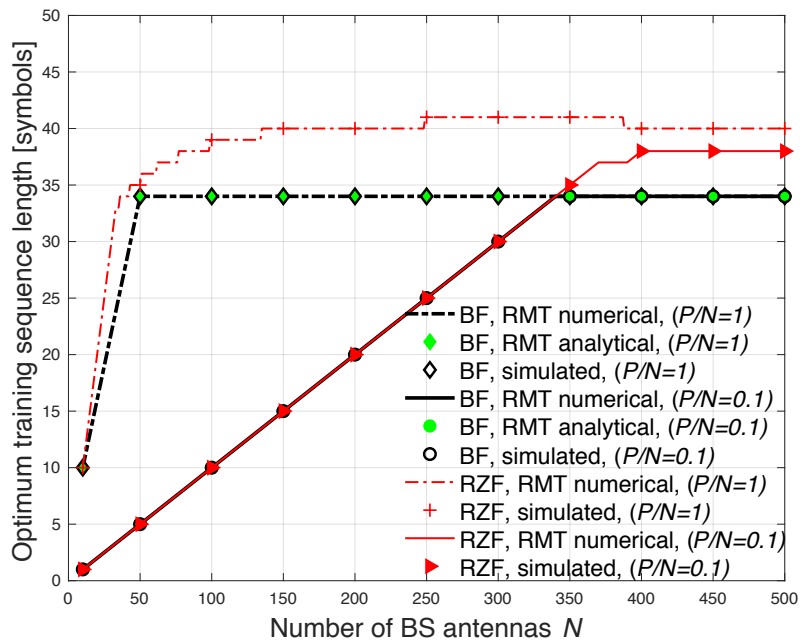 50
45
40
35
30
25
20
15
10
5
0
Optimum training sequence length [symbols]
BF, RMT numerical, (P/N=1)
BF, RMT analytical, (P/N=1)
BF, simulated, (P/N=1)
BF, RMT numerical, (P/N=0.1)
BF, RMT analytical, (P/N=0.1)
BF, simulated, (P/N=0.1)
RZF, RMT numerical, (P/N=1)
RZF, simulated, (P/N=1)
RZF, RMT numerical, (P/N=0.1)
RZF, simulated, (P/N=0.1)
0 50 100 150 200 250 300 350 400 450 500
Number of BS antennas N